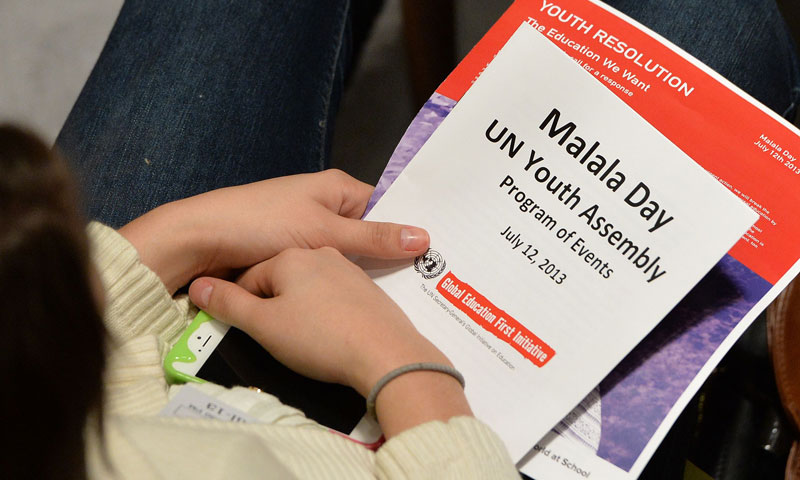 YOUTH RESOLUTION
The Education We Want
call for a response
Malala Day
July 12th 2013
Malala Day
UN Youth Assembly
Program of Events
July 12, 2013
Global Education First Initiative
The UN Secretary-General's Global Initiative on Education
World at School